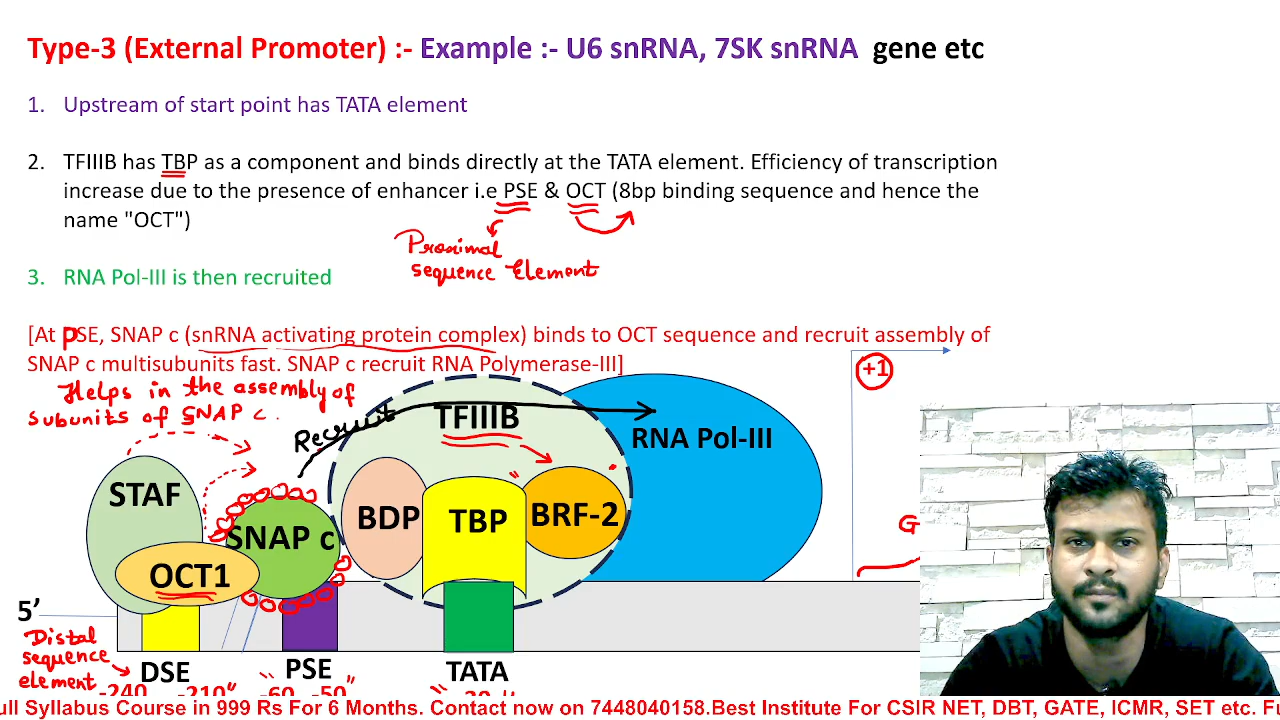 Type-3 (External Promoter) :- Example :- U6 snRNA, 7SK snRNA gene etc
1. Upstream of start point has TATA element
2. TFIIIB has TBP as a component and binds directly at the TATA element. Efficiency of transcription
increase due to the presence of enhancer i.e PSE & OCT (8bp binding sequence and hence the
name "OCT")
Proximal
sequence Element
3. RNA Pol-III is then recruited
[At PSE, SNAP c (snRNA activating protein complex) binds to OCT sequence and recruit assembly of
SNAP c multisubunits fast. SNAP c recruit RNA Polymerase-III]
+1
Helps in the assembly of
subunits of SNAP c.
Recruit
TFIIIB
RNA Pol-III
STAF
SNAP c
BDP
TBP
BRF-2
OCT1
G
5’
Distal
sequence
element
DSE
PSE
TATA
-240 -210"
"-60 -50"
ull Syllabus Course in 999 Rs For 6 Months. Contact now on 7448040158.Best Institute For CSIR NET, DBT, GATE, ICMR, SET etc. Fu